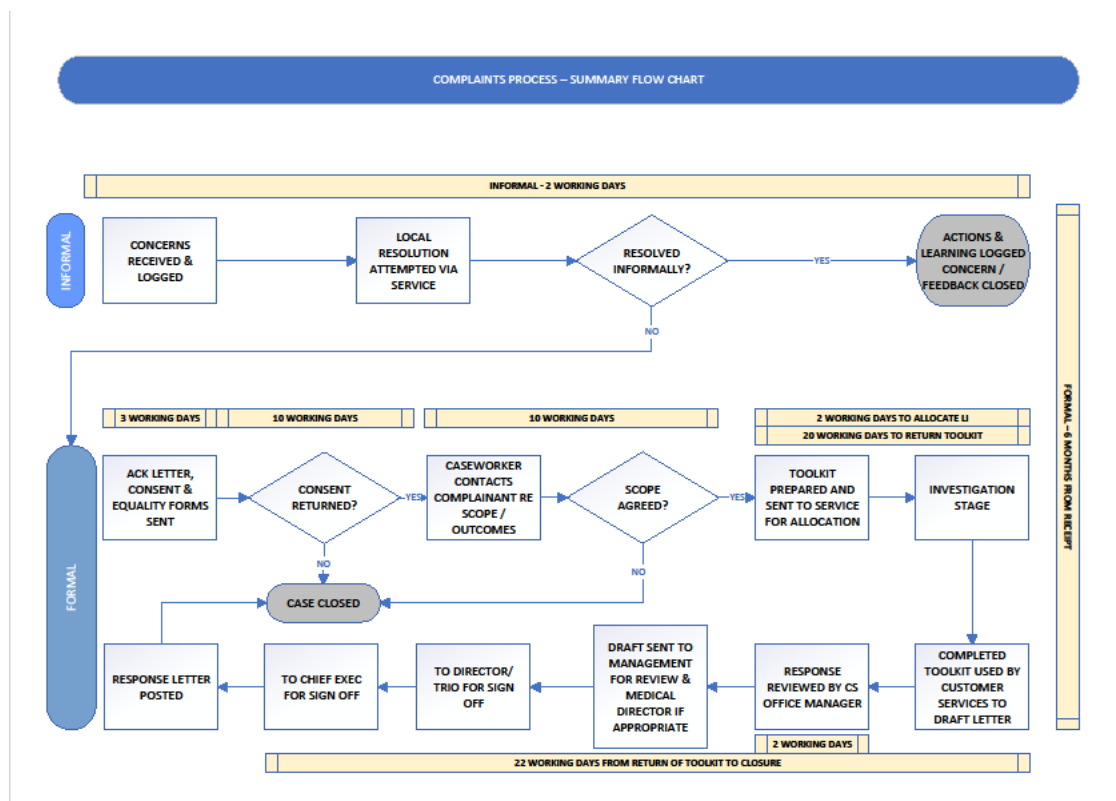 COMPLAINTS PROCESS – SUMMARY FLOW CHART
INFORMAL - 2 WORKING DAYS
INFORMAL
CONCERNS
RECEIVED &
LOGGED
LOCAL
RESOLUTION
ATTEMPTED VIA
SERVICE
RESOLVED
INFORMALLY?
YES
ACTIONS &
LEARNING LOGGED
CONCERN /
FEEDBACK CLOSED
NO
FORMAL – 6 MONTHS FROM RECEIPT
3 WORKING DAYS
10 WORKING DAYS
10 WORKING DAYS
2 WORKING DAYS TO ALLOCATE LI
20 WORKING DAYS TO RETURN TOOLKIT
FORMAL
ACK LETTER,
CONSENT &
EQUALITY FORMS
SENT
CONSENT
RETURNED?
YES
CASEWORKER
CONTACTS
COMPLAINANT RE
SCOPE /
OUTCOMES
SCOPE
AGREED?
YES
TOOLKIT
PREPARED AND
SENT TO SERVICE
FOR ALLOCATION
INVESTIGATION
STAGE
NO
NO
CASE CLOSED
RESPONSE LETTER
POSTED
TO CHIEF EXEC
FOR SIGN OFF
TO DIRECTOR/
TRIO FOR SIGN
OFF
DRAFT SENT TO
MANAGEMENT
FOR REVIEW &
MEDICAL
DIRECTOR IF
APPROPRIATE
RESPONSE
REVIEWED BY CS
OFFICE MANAGER
COMPLETED
TOOLKIT USED BY
CUSTOMER
SERVICES TO
DRAFT LETTER
2 WORKING DAYS
22 WORKING DAYS FROM RETURN OF TOOLKIT TO CLOSURE